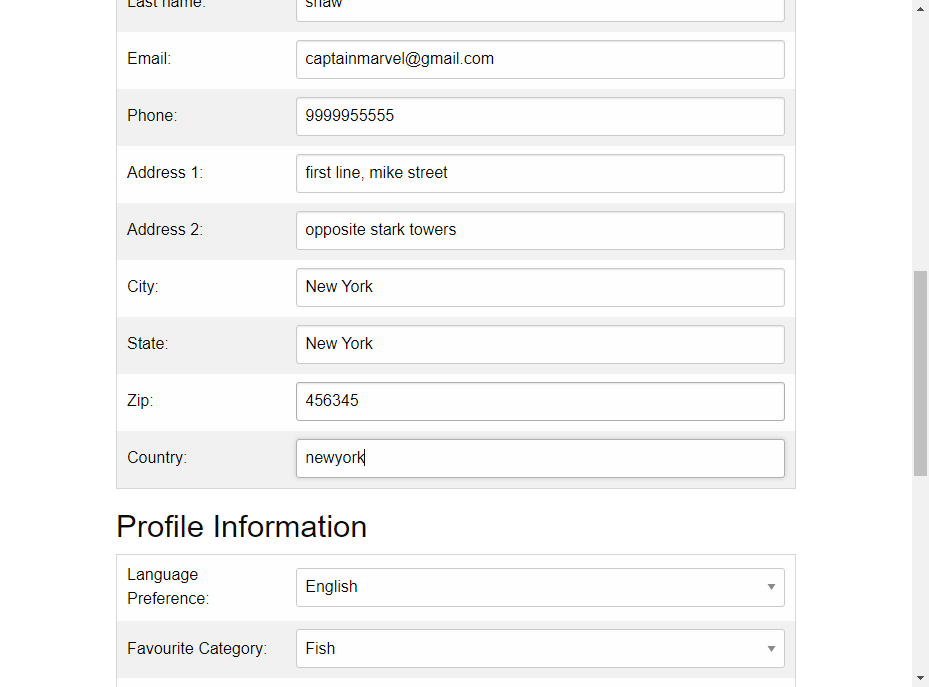 Last name: shaw
Email: captainmarvel@gmail.com
Phone: 9999955555
Address 1: first line, mike street
Address 2: opposite stark towers
City: New York
State: New York
Zip: 456345
Country: newyork
Profile Information
Language
Preference: English
Favourite Category: Fish